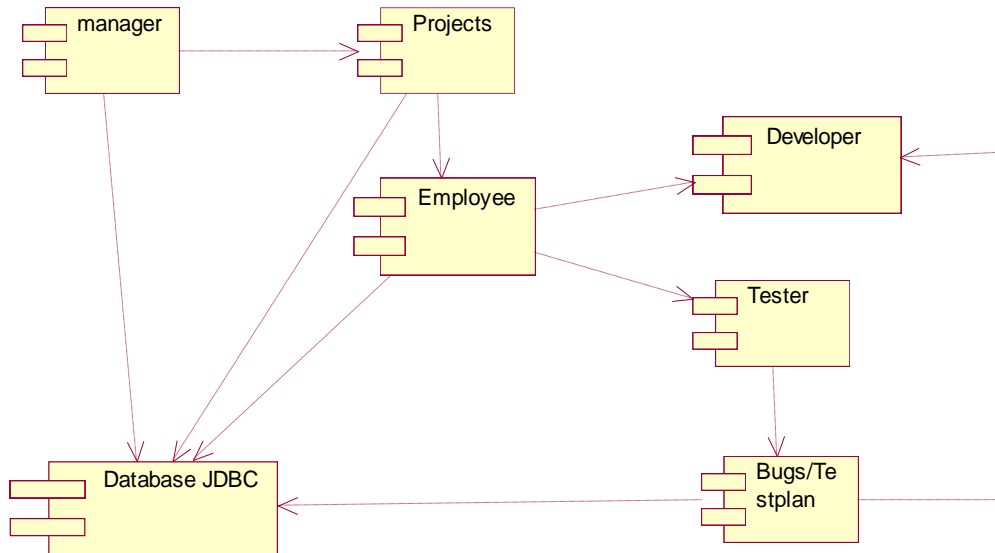 manager
Projects
Developer
Employee
Tester
Database JDBC
Bugs/Te
stplan